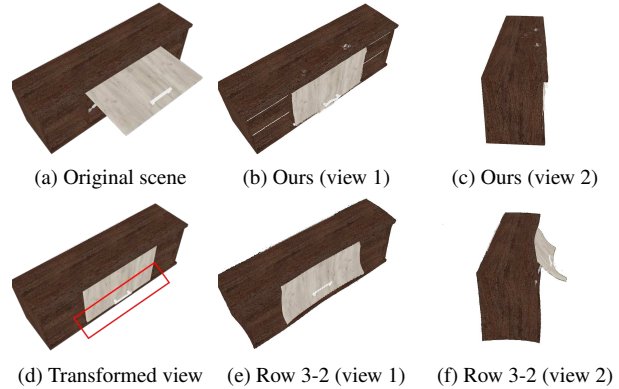 (a) Original scene
(b) Ours (view 1)
(c) Ours (view 2)
(d) Transformed view
(e) Row 3-2 (view 1)
(f) Row 3-2 (view 2)